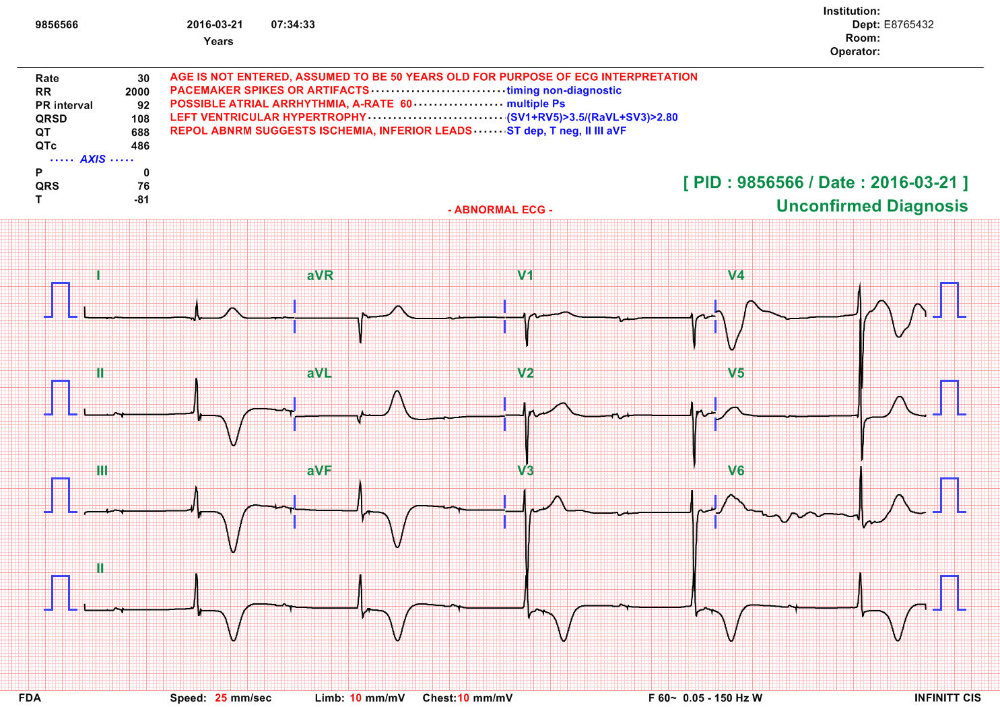 Institution:
9856566 2016-03-21 07:34:33 Dept: E8765432
Years Room:
Operator:
Rate 30 AGE IS NOT ENTERED, ASSUMED TO BE 50 YEARS OLD FOR PURPOSE OF ECG INTERPRETATION
RR 2000 PACEMAKER SPIKES OR ARTIFACTS··························timing non-diagnostic
PR interval 92 POSSIBLE ATRIAL ARRHYTHMIA, A-RATE 60·················· multiple Ps
QRSD 108 LEFT VENTRICULAR HYPERTROPHY···························(SV1+RV5)>3.5/(RaVL+SV3)>2.80
QT 688 REPOL ABNRM SUGGESTS ISCHEMIA, INFERIOR LEADS······ ST dep, T neg, II III aVF
QTc 486
····· AXIS ·····
P 0
QRS 76
T -81
[ PID : 9856566 / Date : 2016-03-21 ]
Unconfirmed Diagnosis
- ABNORMAL ECG -
I aVR V1 V4
II aVL V2 V5
III aVF V3 V6
II
FDA Speed: 25 mm/sec Limb: 10 mm/mV Chest:10 mm/mV F 60~ 0.05 - 150 Hz W INFINITT CIS